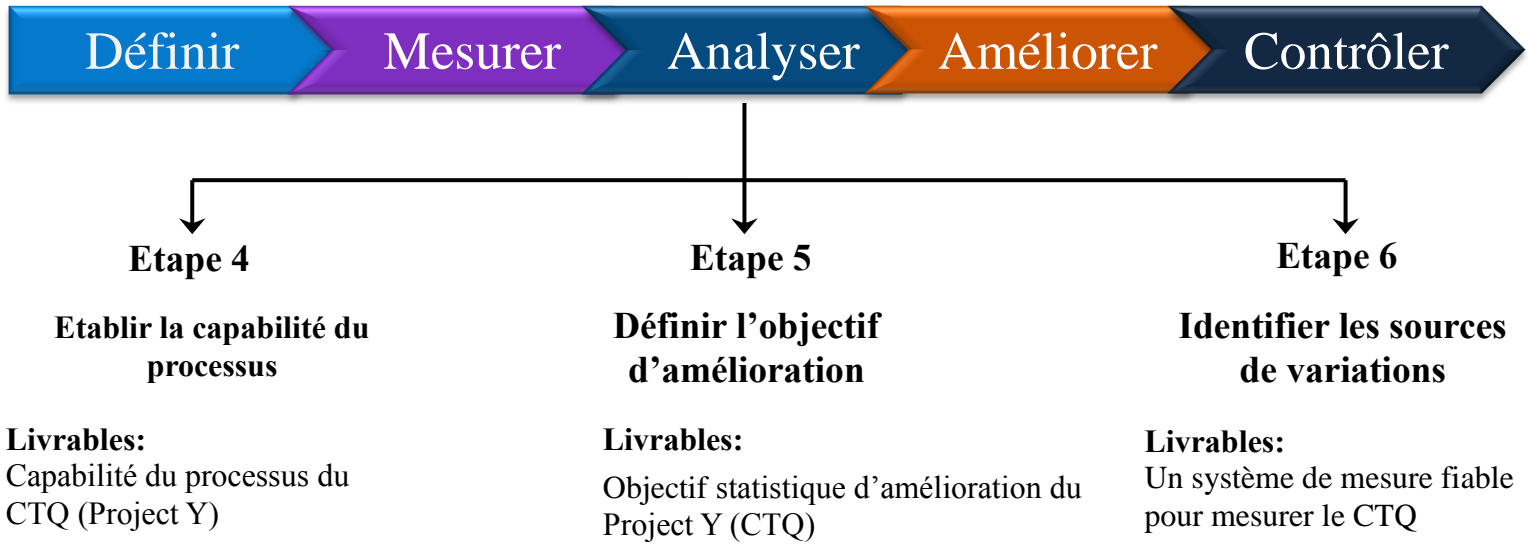 Définir Mesurer Analyser Améliorer Contrôler
Etape 4
Etablir la capabilité du
processus
Livrables:
Capabilité du processus du
CTQ (Project Y)
Etape 5
Définir l’objectif
d’amélioration
Livrables:
Objectif statistique d’amélioration du
Project Y (CTQ)
Etape 6
Identifier les sources
de variations
Livrables:
Un système de mesure fiable
pour mesurer le CTQ